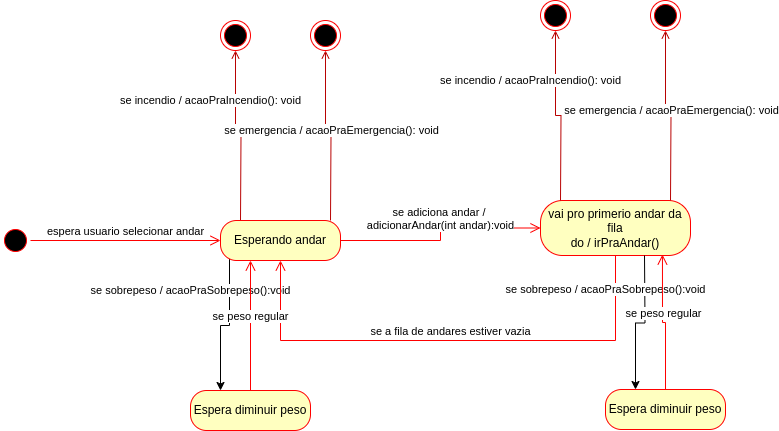 se incendio / acaoPraIncendio(): void
se emergencia / acaoPraEmergencia(): void
se incendio / acaoPraIncendio(): void
se emergencia / acaoPraEmergencia(): void
espera usuario selecionar andar
Esperando andar
se adiciona andar /
adicionarAndar(int andar):void
vai pro primerio andar da
fila
do / irPraAndar()
se sobrepeso / acaoPraSobrepeso():void
se peso regular
se a fila de andares estiver vazia
se sobrepeso / acaoPraSobrepeso():void
se peso regular
Espera diminuir peso
Espera diminuir peso